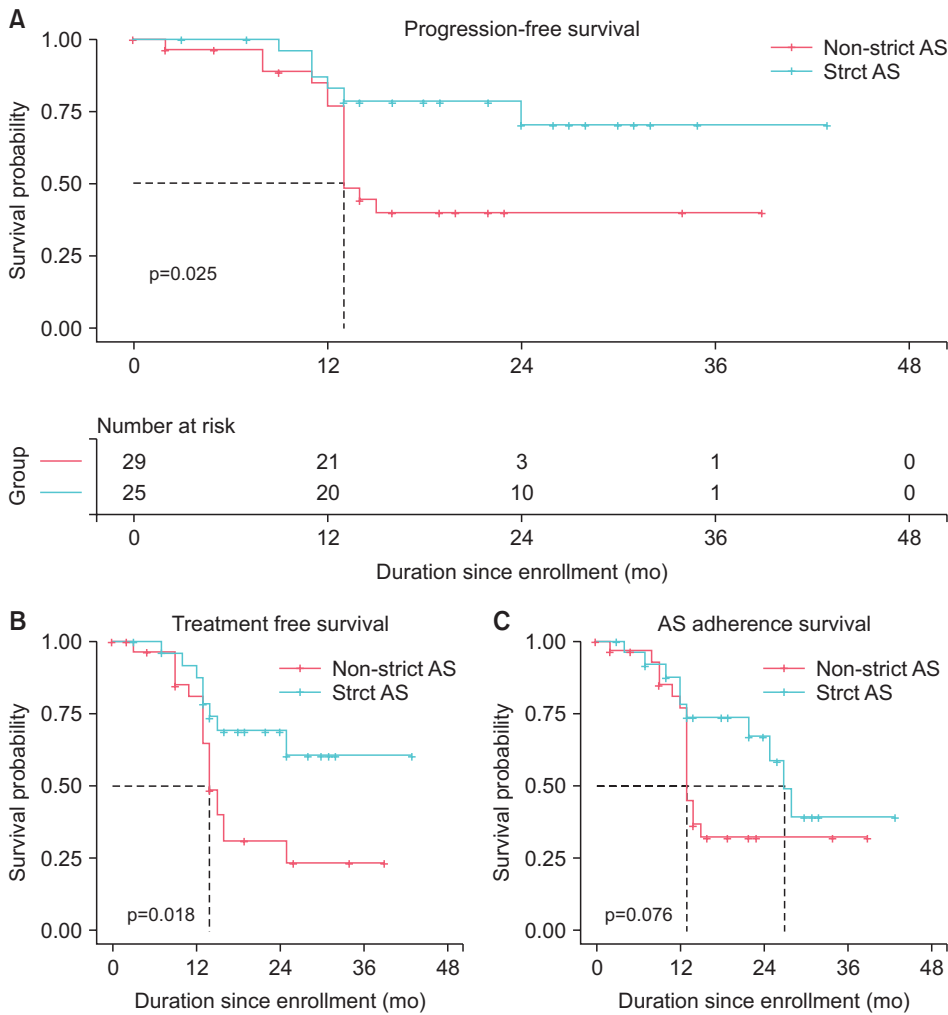 A
Progression-free survival
Non-strict AS
Strct AS
Survival probability
1.00
0.75
0.50
0.25
0.00
p=0.025
0 12 24 36 48
Number at risk
Group
29 21 3 1 0
25 20 10 1 0
0 12 24 36 48
Duration since enrollment (mo)
B
Treatment free survival
Non-strict AS
Strct AS
Survival probability
1.00
0.75
0.50
0.25
0.00
p=0.018
0 12 24 36 48
Duration since enrollment (mo)
C
AS adherence survival
Non-strict AS
Strct AS
Survival probability
1.00
0.75
0.50
0.25
0.00
p=0.076
0 12 24 36 48
Duration since enrollment (mo)